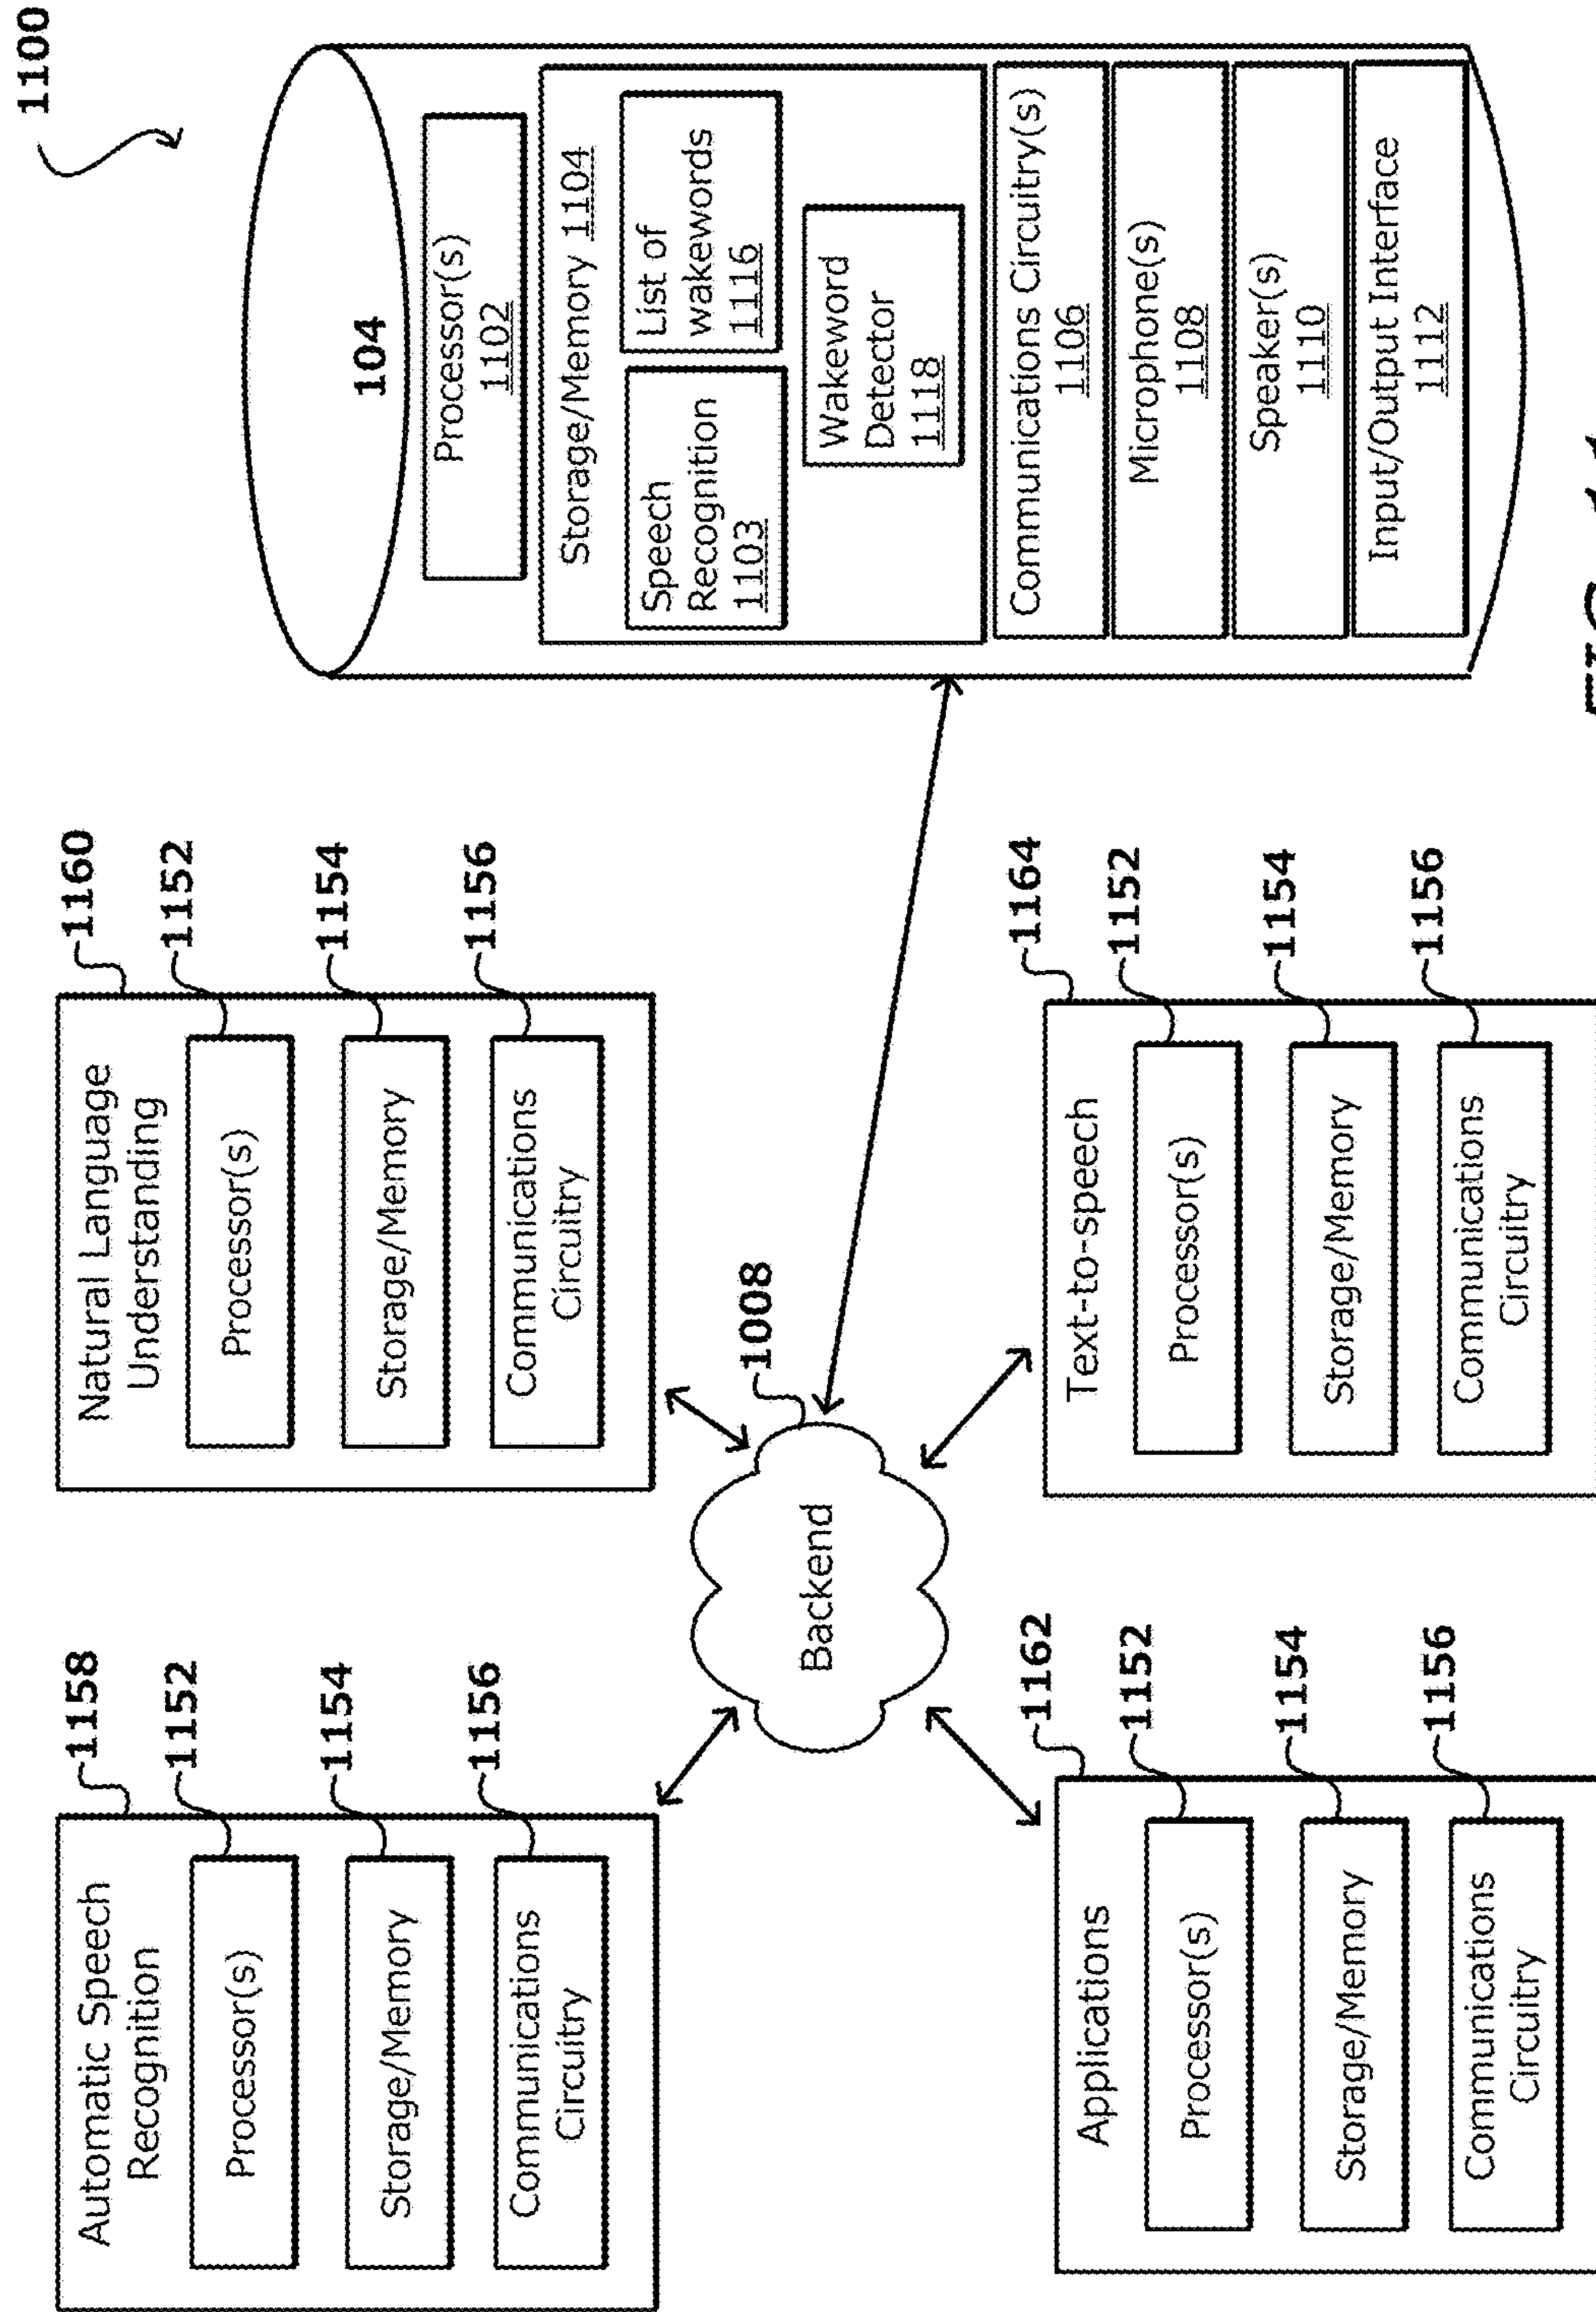 1100
Automatic Speech
Recognition
1158
Processor(s)
1152
Storage/Memory
1154
Communications
Circuitry
1156
Natural Language
Understanding
1160
Processor(s)
1152
Storage/Memory
1154
Communications
Circuitry
1156
Backend
1008
Applications
1162
Processor(s)
1152
Storage/Memory
1154
Communications
Circuitry
1156
Text-to-speech
1164
Processor(s)
1152
Storage/Memory
1154
Communications
Circuitry
1156
104
Processor(s)
1102
Storage/Memory 1104
Speech
Recognition
1103
List of
wakewords
1116
Wakeword
Detector
1118
Communications Circuitry(s)
1106
Microphone(s)
1108
Speaker(s)
1110
Input/Output Interface
1112